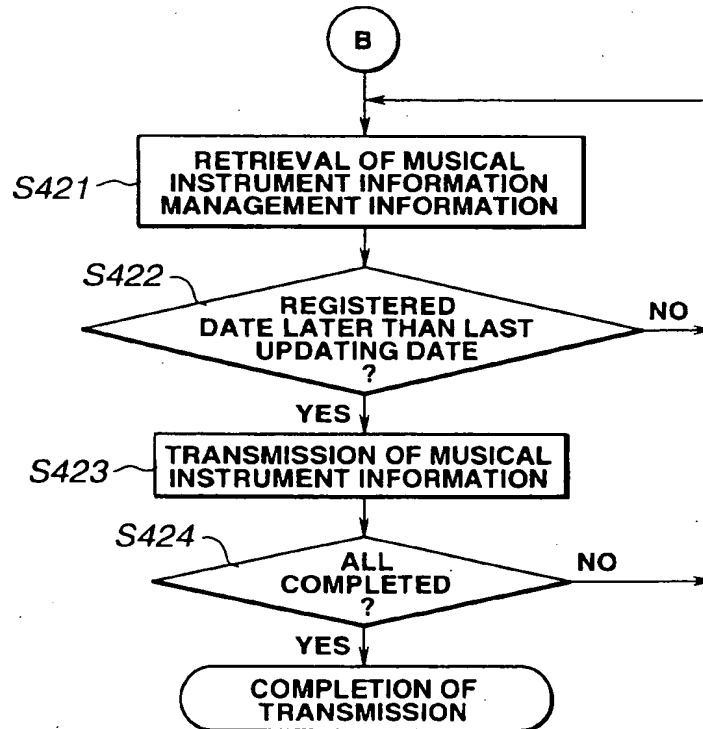 B
S421
RETRIEVAL OF MUSICAL
INSTRUMENT INFORMATION
MANAGEMENT INFORMATION
S422
REGISTERED
DATE LATER THAN LAST
UPDATING DATE
?
NO
YES
S423
TRANSMISSION OF MUSICAL
INSTRUMENT INFORMATION
S424
ALL
COMPLETED
?
NO
YES
COMPLETION OF
TRANSMISSION